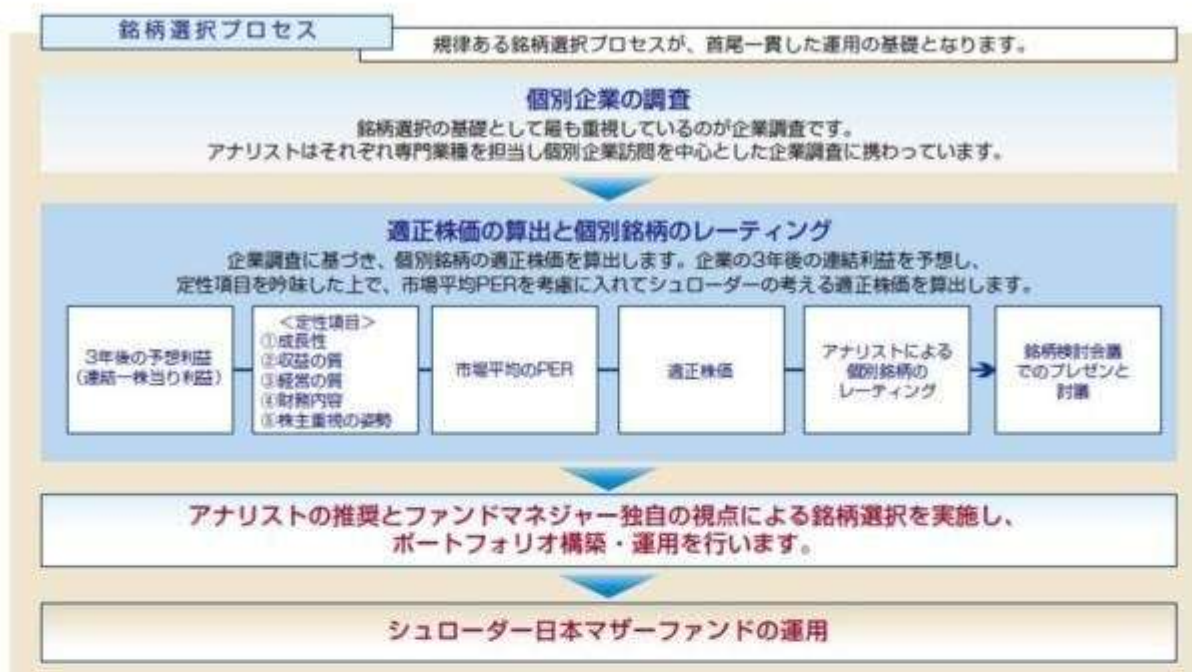 銘柄選択プロセス
規律ある銘柄選択プロセスが、首尾一貫した運用の基礎となります。
個別企業の調査
銘柄選択の基礎として最も重視しているのが企業調査です。
アナリストはそれぞれ専門業種を担当し個別企業訪問を中心とした企業調査に携わっています。
適正株価の算出と個別銘柄のレーティング
企業調査に基づき、個別銘柄の適正株価を算出します。企業の3年後の連結利益を予想し、
定性項目を吟味した上で、市場平均PERを考慮に入れてシュローダーの考える適正株価を算出します。
3年後の予想利益
(連結一株当り利益)
＜定性項目＞
①成長性
②収益の質
③経営の質
④財務内容
⑤株主重視の姿勢
市場平均のPER
適正株価
アナリストによる
個別銘柄の
レーティング
銘柄検討会議
でのプレゼンと
討議
アナリストの推奨とファンドマネジャー独自の視点による銘柄選択を実施し、
ポートフォリオ構築・運用を行います。
シュローダー日本マザーファンドの運用